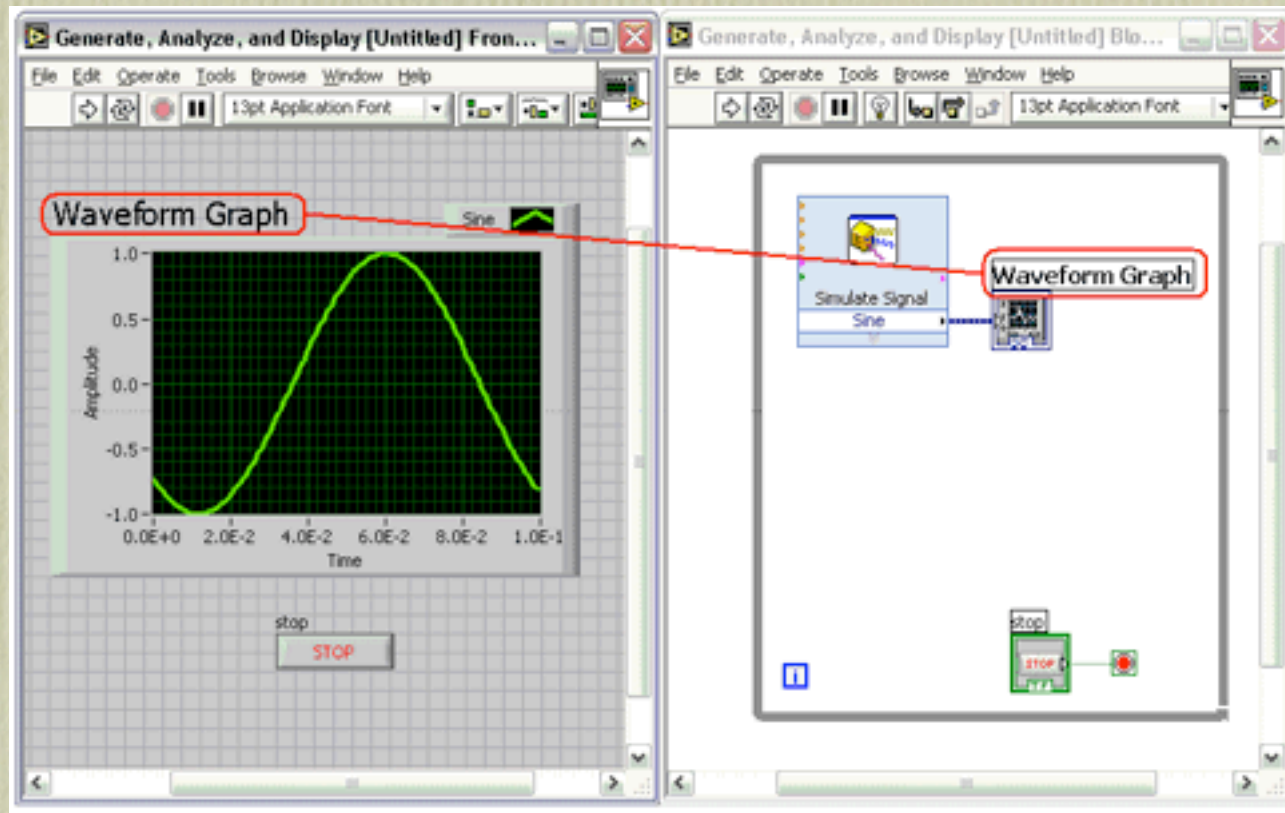 Generate, Analyze, and Display [Untitled] Fron...
File Edit Operate Tools Browse Window Help
13pt Application Font
Waveform Graph
Sine
1.0
0.5
0.0
-0.5
-1.0
Amplitude
0.0E+0 2.0E-2 4.0E-2 6.0E-2 8.0E-2 1.0E-1
Time
stop
STOP
Generate, Analyze, and Display [Untitled] Blo...
File Edit Operate Tools Browse Window Help
13pt Application Font
Simulate Signal
Sine
Waveform Graph
stop
STOP
TF
i